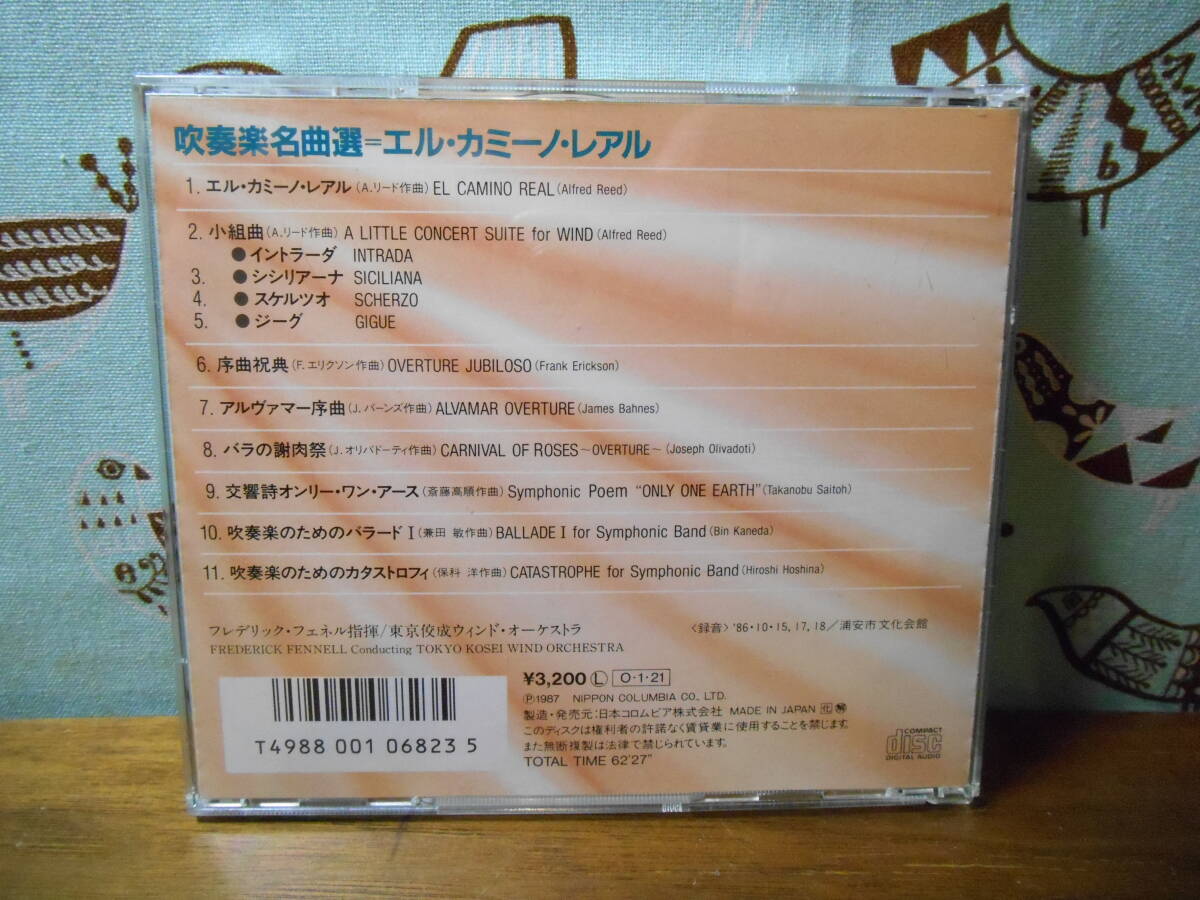 吹奏楽名曲選=エル・カミーノ・レアル
1. エル・カミーノ・レアル(A.リード作曲) EL CAMINO REAL (Alfred Reed)
2. 小組曲(A.リード作曲) A LITTLE CONCERT SUITE for WIND (Alfred Reed)
●イントラーダ INTRADA
3. ●シシリアーナ SICILIANA
4. ●スケルツオ SCHERZO
5. ●ジーグ GIGUE
6. 序曲祝典(F.エリクソン作曲) OVERTURE JUBILOSO (Frank Erickson)
7. アルヴァマー序曲(J.バーンズ作曲) ALVAMAR OVERTURE (James Bahnes)
8. バラの謝肉祭(J.オリバドーティ作曲) CARNIVAL OF ROSES〜OVERTURE〜(Joseph Olivadoti)
9. 交響詩オンリー・ワン・アース(斎藤高順作曲) Symphonic Poem “ONLY ONE EARTH”(Takanobu Saitoh)
10. 吹奏楽のためのバラードI(兼田 敏作曲) BALLADE I for Symphonic Band (Bin Kaneda)
11. 吹奏楽のためのカタストロフィ(保科 洋作曲) CATASTROPHE for Symphonic Band (Hiroshi Hoshina)
フレデリック・フェネル指揮/東京佼成ウィンド・オーケストラ
〈録音〉'86・10・15, 17, 18/浦安市文化会館
FREDERICK FENNELL Conducting TOKYO KOSEI WIND ORCHESTRA
¥3,200 Ⓛ O・1・21
Ⓟ1987 NIPPON COLUMBIA CO., LTD.
製造・発売元:日本コロムビア株式会社 MADE IN JAPAN
このディスクは権利者の許諾なく賃貸業に使用することを禁じます。
また無断複製は法律で禁じられています。
TOTAL TIME 62'27"
T4988 001 06823 5
COMPACT
disc
DIGITAL AUDIO